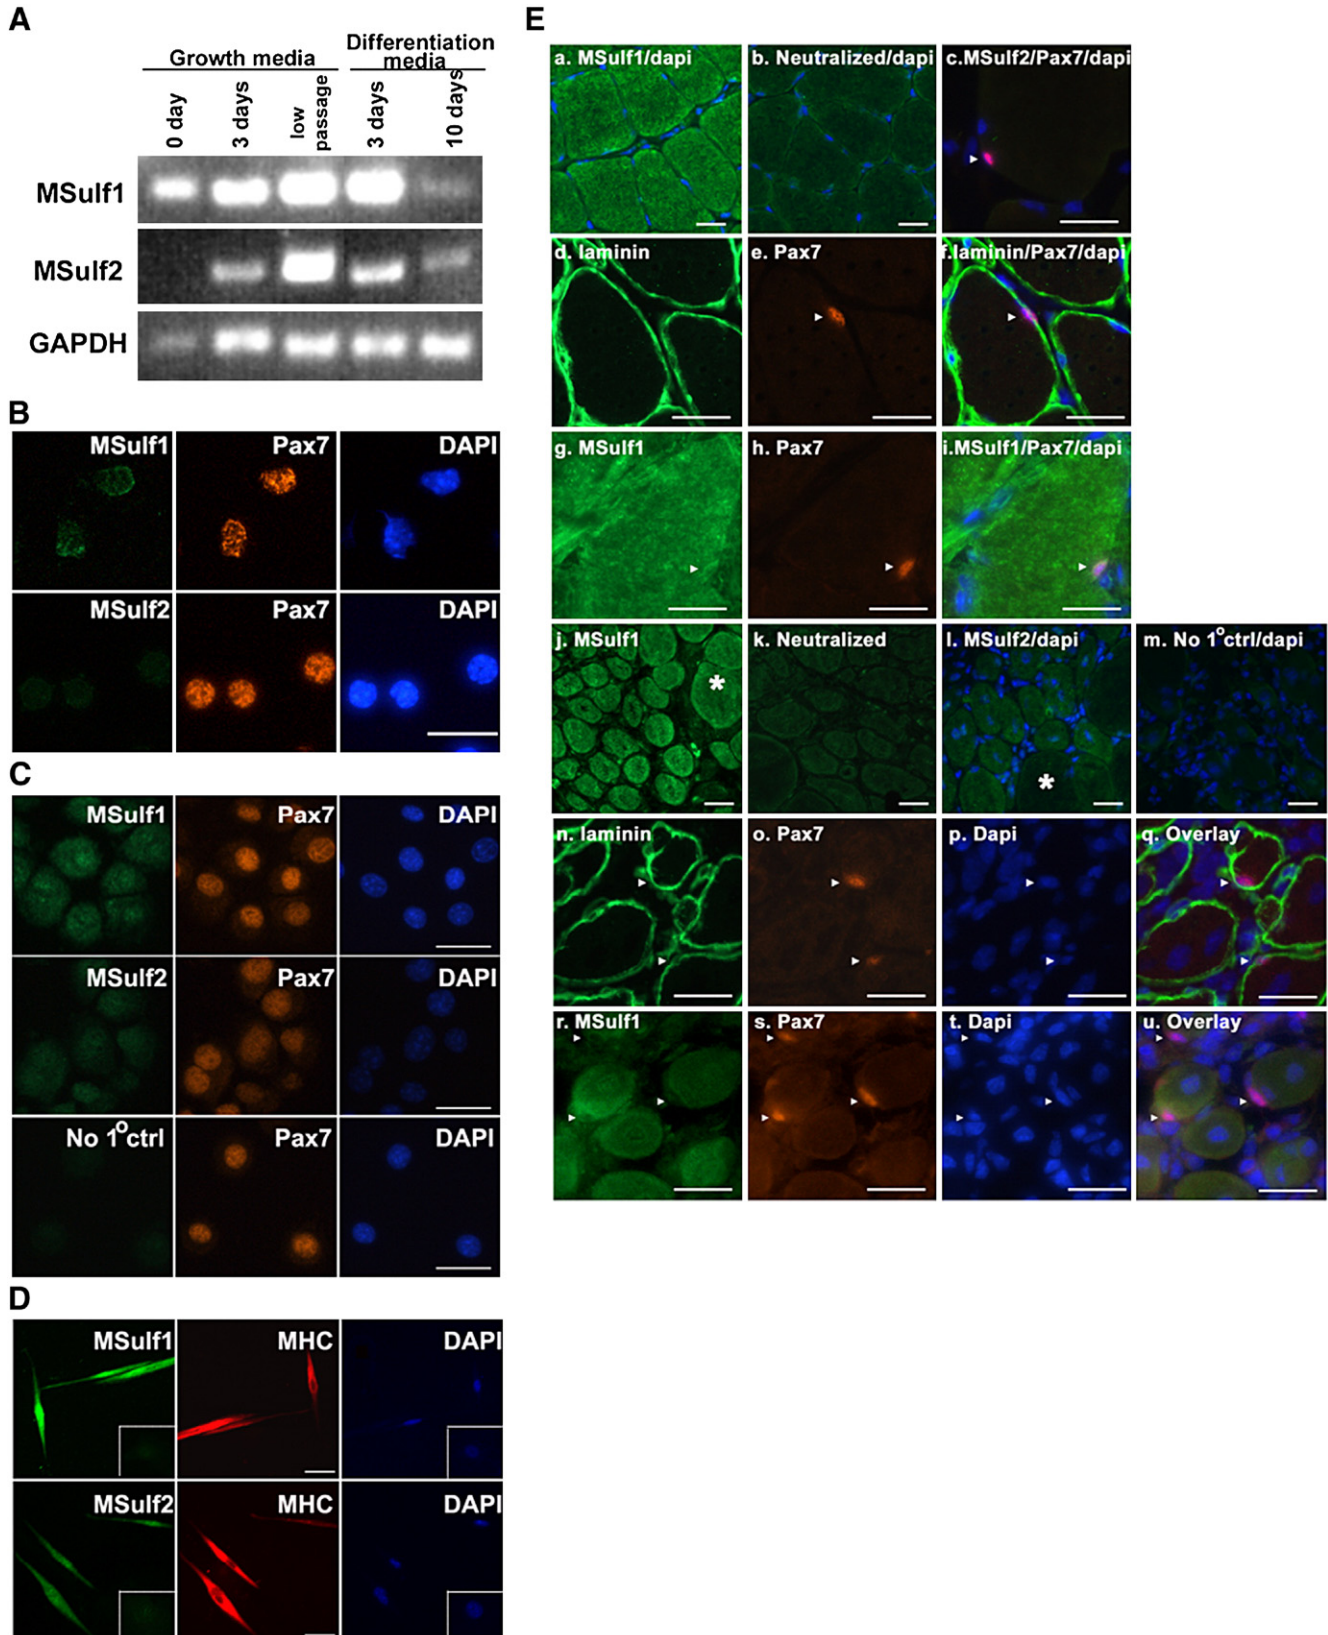 A
Growth media
Differentiation
media
0 day
3 days
low
passage
3 days
10 days
MSulf1
MSulf2
GAPDH
B
MSulf1 Pax7 DAPI
MSulf2 Pax7 DAPI
C
MSulf1 Pax7 DAPI
MSulf2 Pax7 DAPI
No 1° ctrl Pax7 DAPI
D
MSulf1 MHC DAPI
MSulf2 MHC DAPI
E
a. MSulf1/dapi b. Neutralized/dapi c.MSulf2/Pax7/dapi
d. laminin e. Pax7 f.laminin/Pax7/dapi
g. MSulf1 h. Pax7 i.MSulf1/Pax7/dapi
j. MSulf1 k. Neutralized l. MSulf2/dapi m. No 1°ctrl/dapi
*
*
n. laminin o. Pax7 p. Dapi q. Overlay
r. MSulf1 s. Pax7 t. Dapi u. Overlay